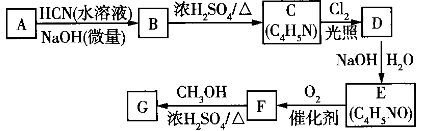 A HCN(水溶液) NaOH(微量) B 浓H₂SO₄/△ C (C₄H₅N) Cl₂ 光照 D
NaOH H₂O
G CH₃OH 浓H₂SO₄/△ F O₂ 催化剂 E (C₄H₅NO)